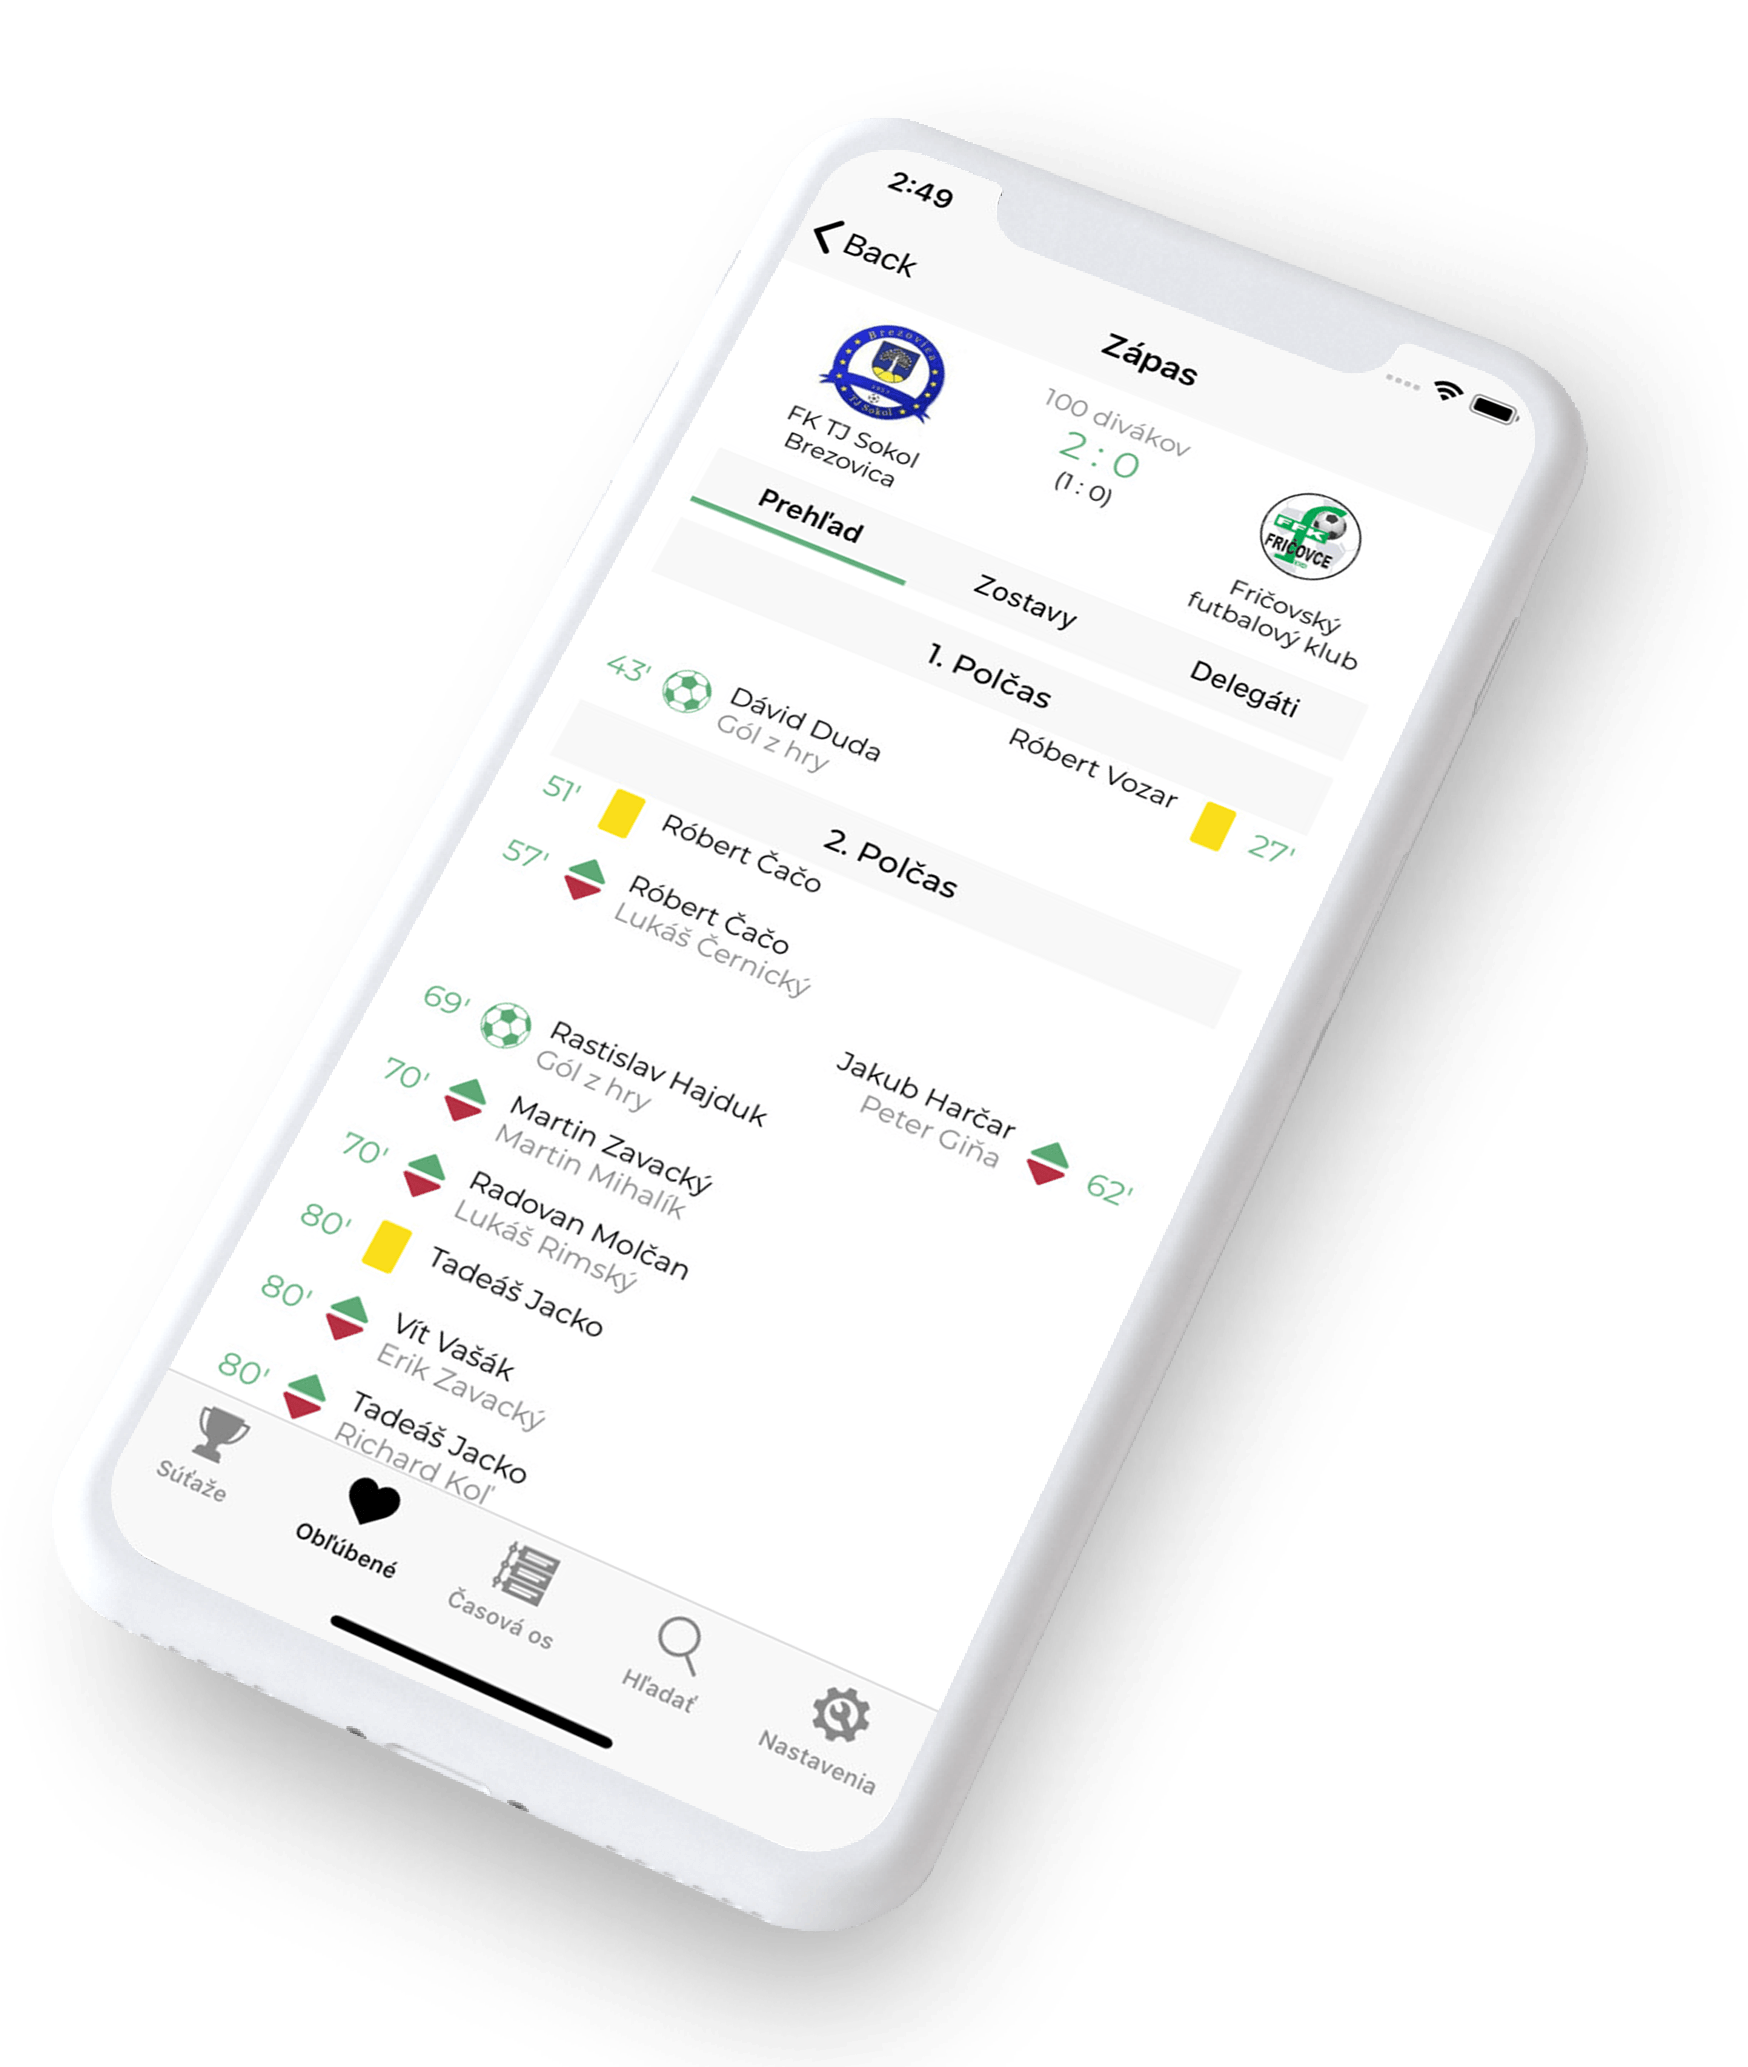 2:49
Back
Zápas
Brezovica
1923
TJ Sokol
FK TJ Sokol
Brezovica
100 divákov
2 : 0
(1 : 0)
FFK
FRIČOVCE
Fričovský
futbalový klub
Prehľad
Zostavy
Delegáti
1. Polčas
Róbert Vozar
27'
43'
Dávid Duda
Gól z hry
2. Polčas
51'
Róbert Čačo
57'
Róbert Čačo
Lukáš Černický
Jakub Harčar
Peter Giňa
62'
69'
Rastislav Hajduk
Gól z hry
70'
Martin Zavacký
Martin Mihalík
70'
Radovan Molčan
Lukáš Rimský
80'
Tadeáš Jacko
80'
Vít Vašák
Erik Zavacký
80'
Tadeáš Jacko
Richard Koľ
Súťaže
Obľúbené
Časová os
Hľadať
Nastavenia